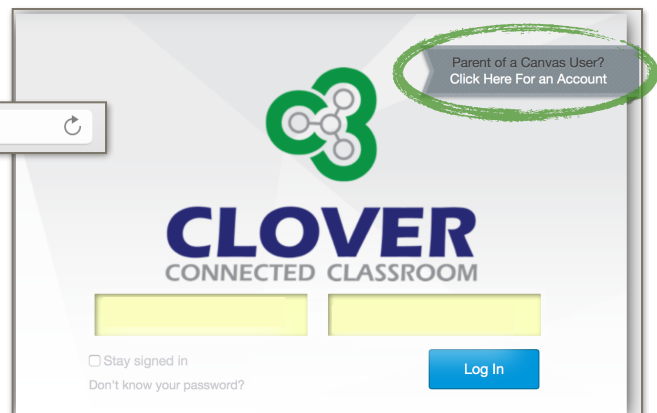 Parent of a Canvas User?
Click Here For an Account
CLOVER
CONNECTED CLASSROOM
Stay signed in
Log In
Don't know your password?